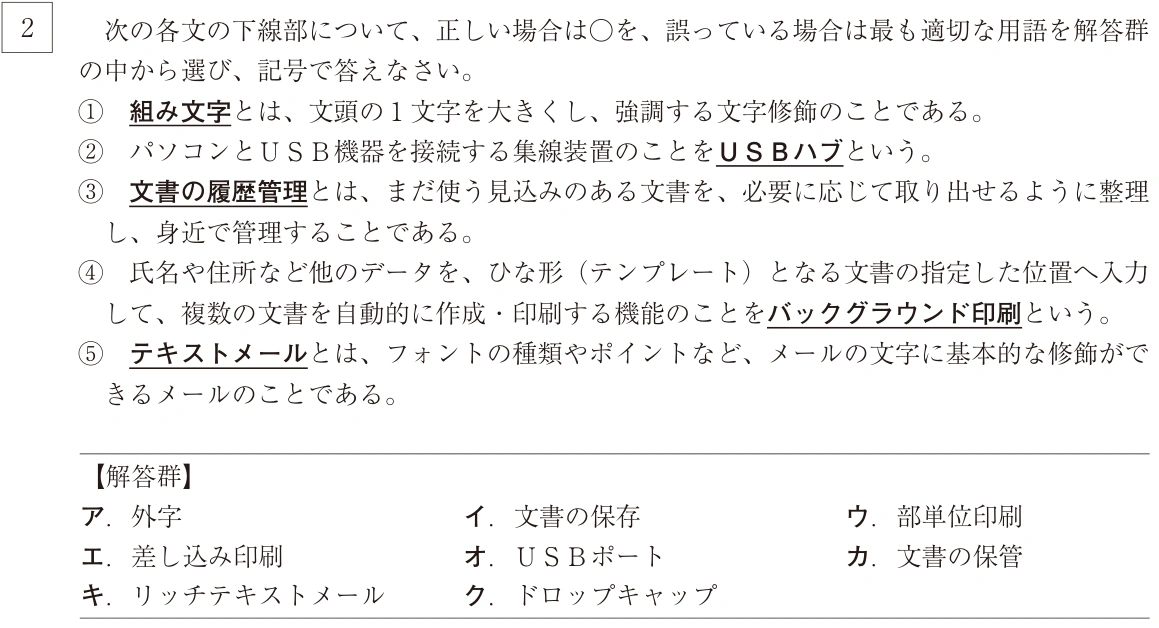 2　次の各文の下線部について、正しい場合は○を、誤っている場合は最も適切な用語を解答群
の中から選び、記号で答えなさい。
①　組み文字とは、文頭の１文字を大きくし、強調する文字修飾のことである。
②　パソコンとＵＳＢ機器を接続する集線装置のことをＵＳＢハブという。
③　文書の履歴管理とは、まだ使う見込みのある文書を、必要に応じて取り出せるように整理
し、身近で管理することである。
④　氏名や住所など他のデータを、ひな形（テンプレート）となる文書の指定した位置へ入力
して、複数の文書を自動的に作成・印刷する機能のことをバックグラウンド印刷という。
⑤　テキストメールとは、フォントの種類やポイントなど、メールの文字に基本的な修飾がで
きるメールのことである。
【解答群】
ア．外字　イ．文書の保存　ウ．部単位印刷
エ．差し込み印刷　オ．ＵＳＢポート　カ．文書の保管
キ．リッチテキストメール　ク．ドロップキャップ